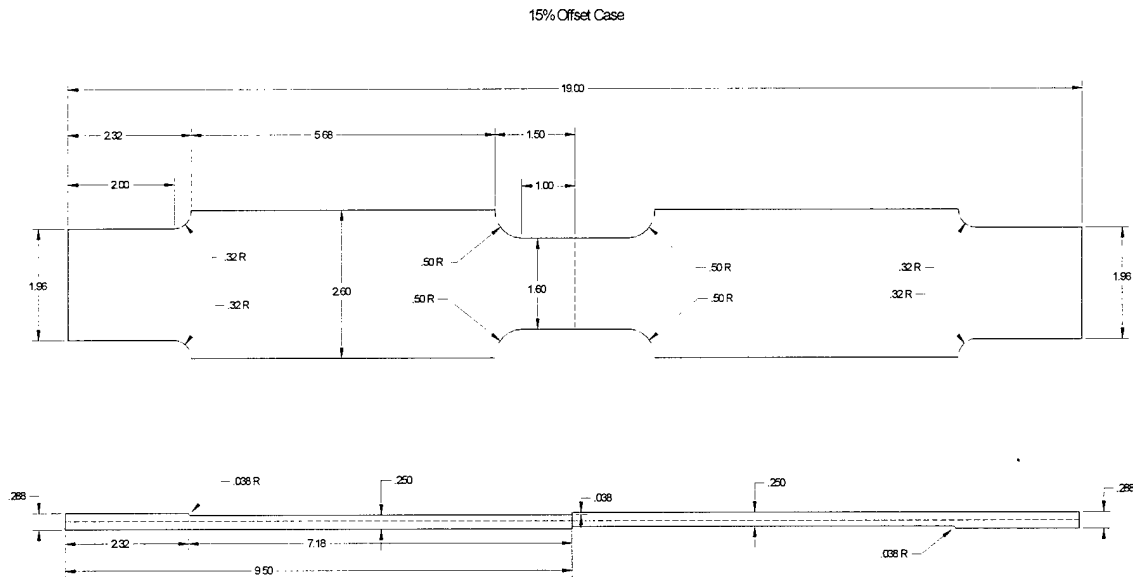 15% Offset Case
19.00
2.32
5.68
1.50
2.00
1.00
1.96
.32 R
.32 R
2.60
.50 R
.50 R
1.60
.50 R
.50 R
.32 R
.32 R
1.96
.288
.038 R
.250
.038
.250
.288
2.32
7.18
.038 R
9.50